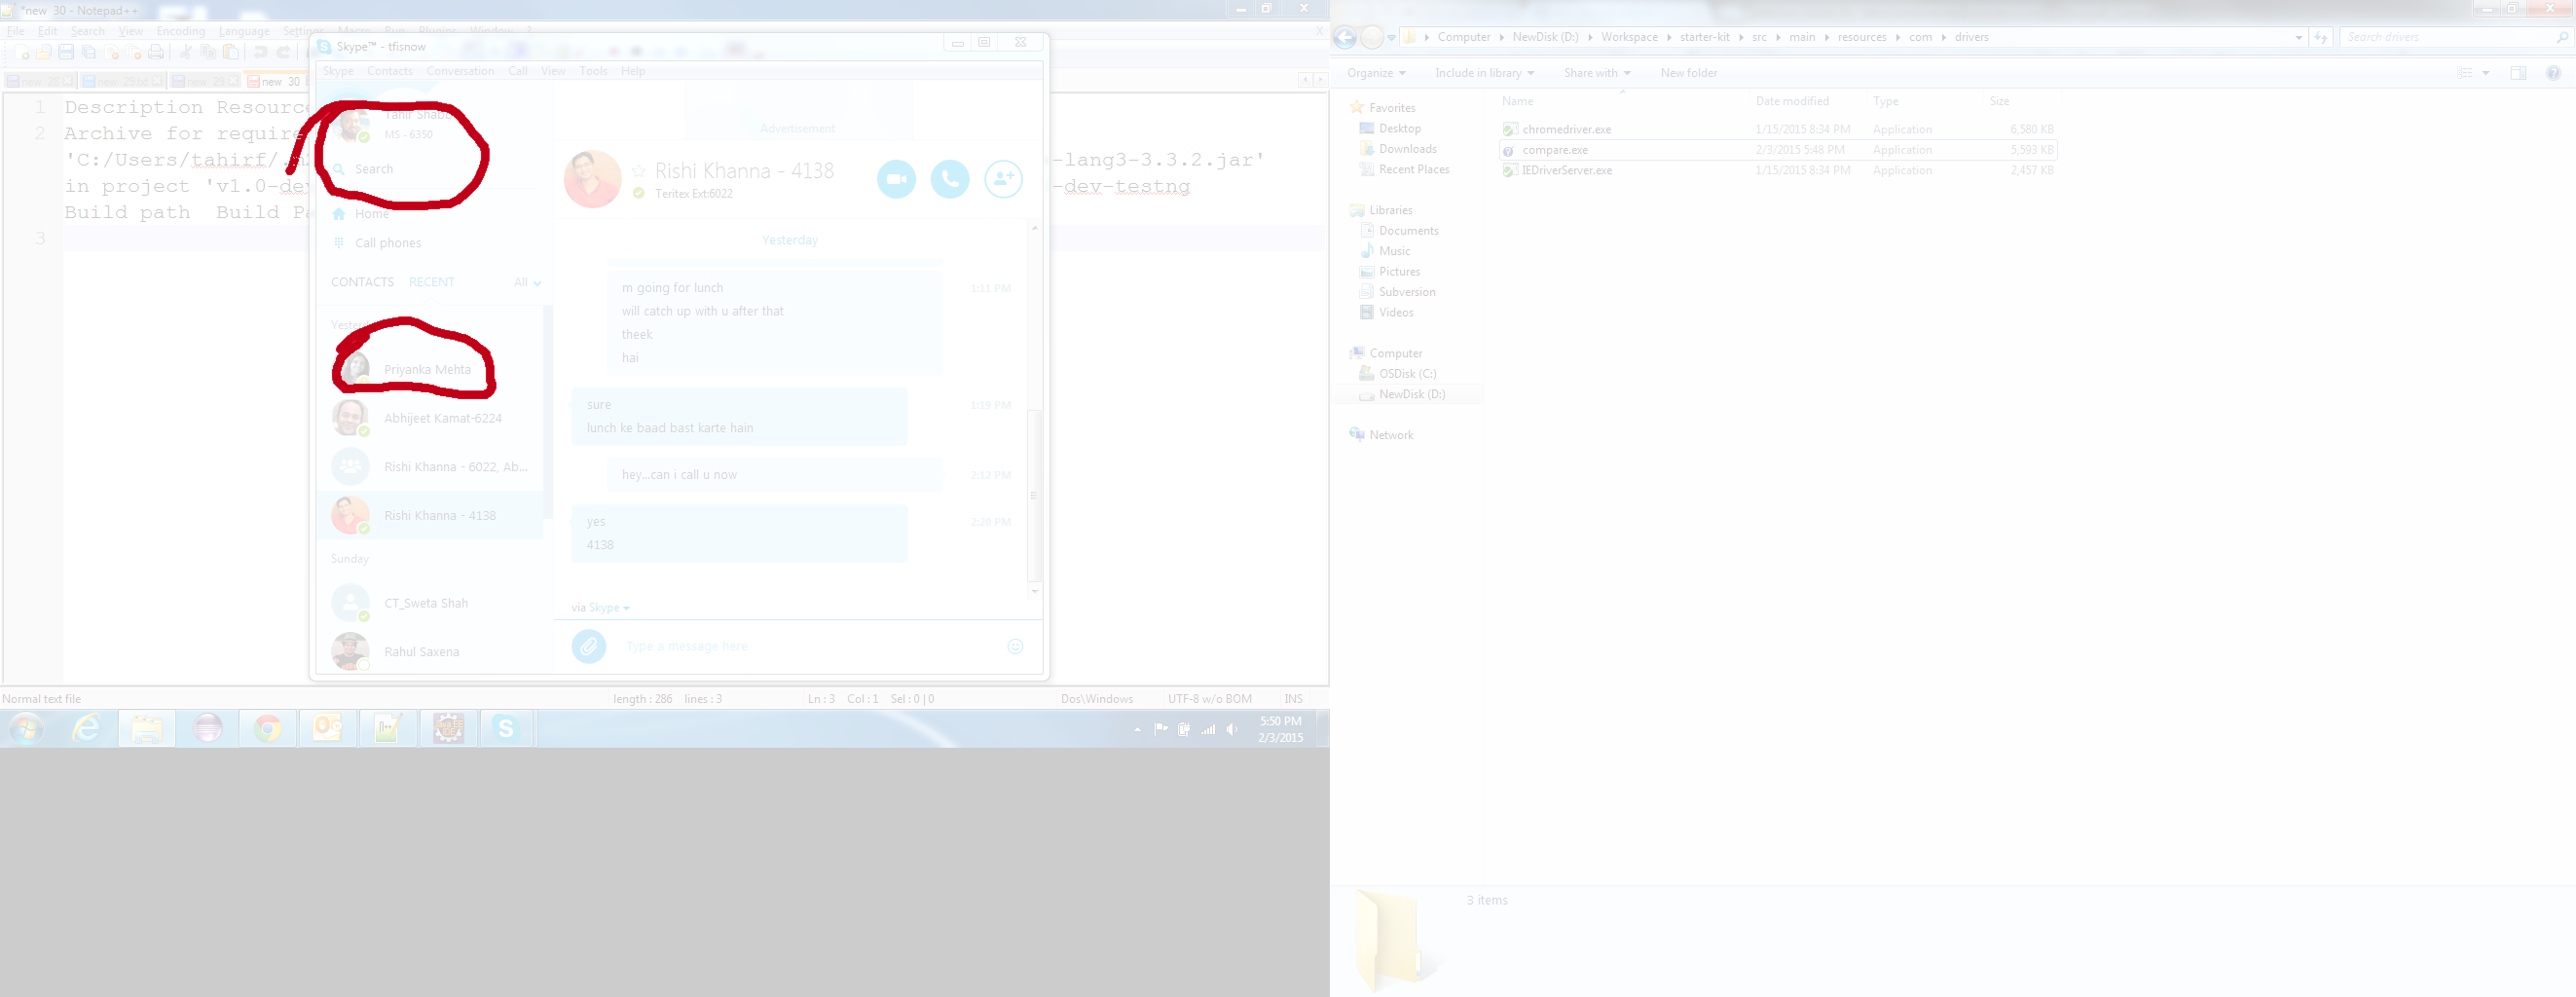 *new 30 - Notepad++
File Edit Search View Encoding Language Settings Macro Run Plugins Window ?
new 28 new 29 new 30
1 Description Resourc
2 Archive for require
'C:/Users/tahirf/. -lang3-3.3.2.jar'
in project 'v1.0-dev -dev-testng
Build path Build Pa
3
Normal text file length : 286 lines : 3 Ln : 3 Col : 1 Sel : 0 | 0 Dos\Windows UTF-8 w/o BOM INS
Skype™ - tfisnow
Skype Contacts Conversation Call View Tools Help
Tahir Shabb
MS - 6350
Search
Home
Call phones
CONTACTS RECENT All
Yesterd
Priyanka Mehta
Abhijeet Kamat-6224
Rishi Khanna - 6022, Ab...
Rishi Khanna - 4138
Sunday
CT_Sweta Shah
Rahul Saxena
Advertisement
Rishi Khanna - 4138
Teritex Ext:6022
Yesterday
m going for lunch 1:11 PM
will catch up with u after that
theek
hai
sure 1:19 PM
lunch ke baad bast karte hain
hey...can i call u now 2:12 PM
yes 2:20 PM
4138
via Skype
Type a message here
5:50 PM
2/3/2015
Computer NewDisk (D:) Workspace starter-kit src main resources com drivers
Search drivers
Organize Include in library Share with New folder
Favorites
Desktop
Downloads
Recent Places
Libraries
Documents
Music
Pictures
Subversion
Videos
Computer
OSDisk (C:)
NewDisk (D:)
Network
Name Date modified Type Size
chromedriver.exe 1/15/2015 8:34 PM Application 6,580 KB
compare.exe 2/3/2015 5:48 PM Application 5,593 KB
IEDriverServer.exe 1/15/2015 8:34 PM Application 2,457 KB
3 items